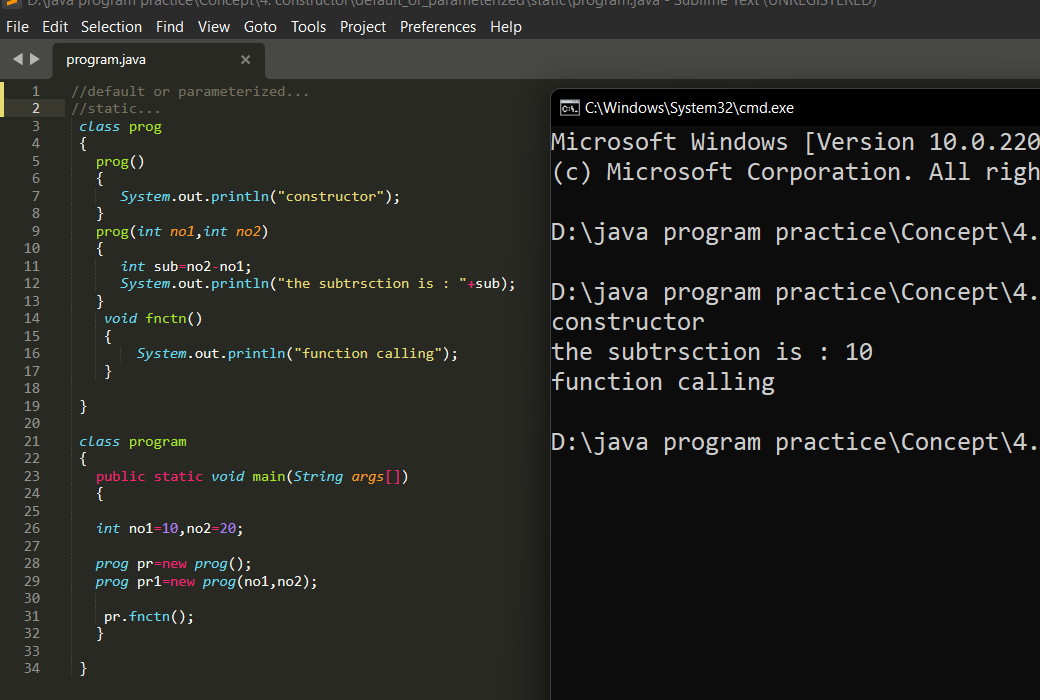 D:\java program practice\Concept\4. constructor\default_or_parameterized\static\program.java - Sublime Text (UNREGISTERED)
File Edit Selection Find View Goto Tools Project Preferences Help
program.java
1 //default or parameterized...
2 //static...
3 class prog
4 {
5 prog()
6 {
7 System.out.println("constructor");
8 }
9 prog(int no1,int no2)
10 {
11 int sub=no2-no1;
12 System.out.println("the subtrsction is : "+sub);
13 }
14 void fnctn()
15 {
16 System.out.println("function calling");
17 }
18
19 }
20
21 class program
22 {
23 public static void main(String args[])
24 {
25
26 int no1=10,no2=20;
27
28 prog pr=new prog();
29 prog pr1=new prog(no1,no2);
30
31 pr.fnctn();
32 }
33
34 }
C:\Windows\System32\cmd.exe
Microsoft Windows [Version 10.0.220
(c) Microsoft Corporation. All righ
D:\java program practice\Concept\4.
D:\java program practice\Concept\4.
constructor
the subtrsction is : 10
function calling
D:\java program practice\Concept\4.